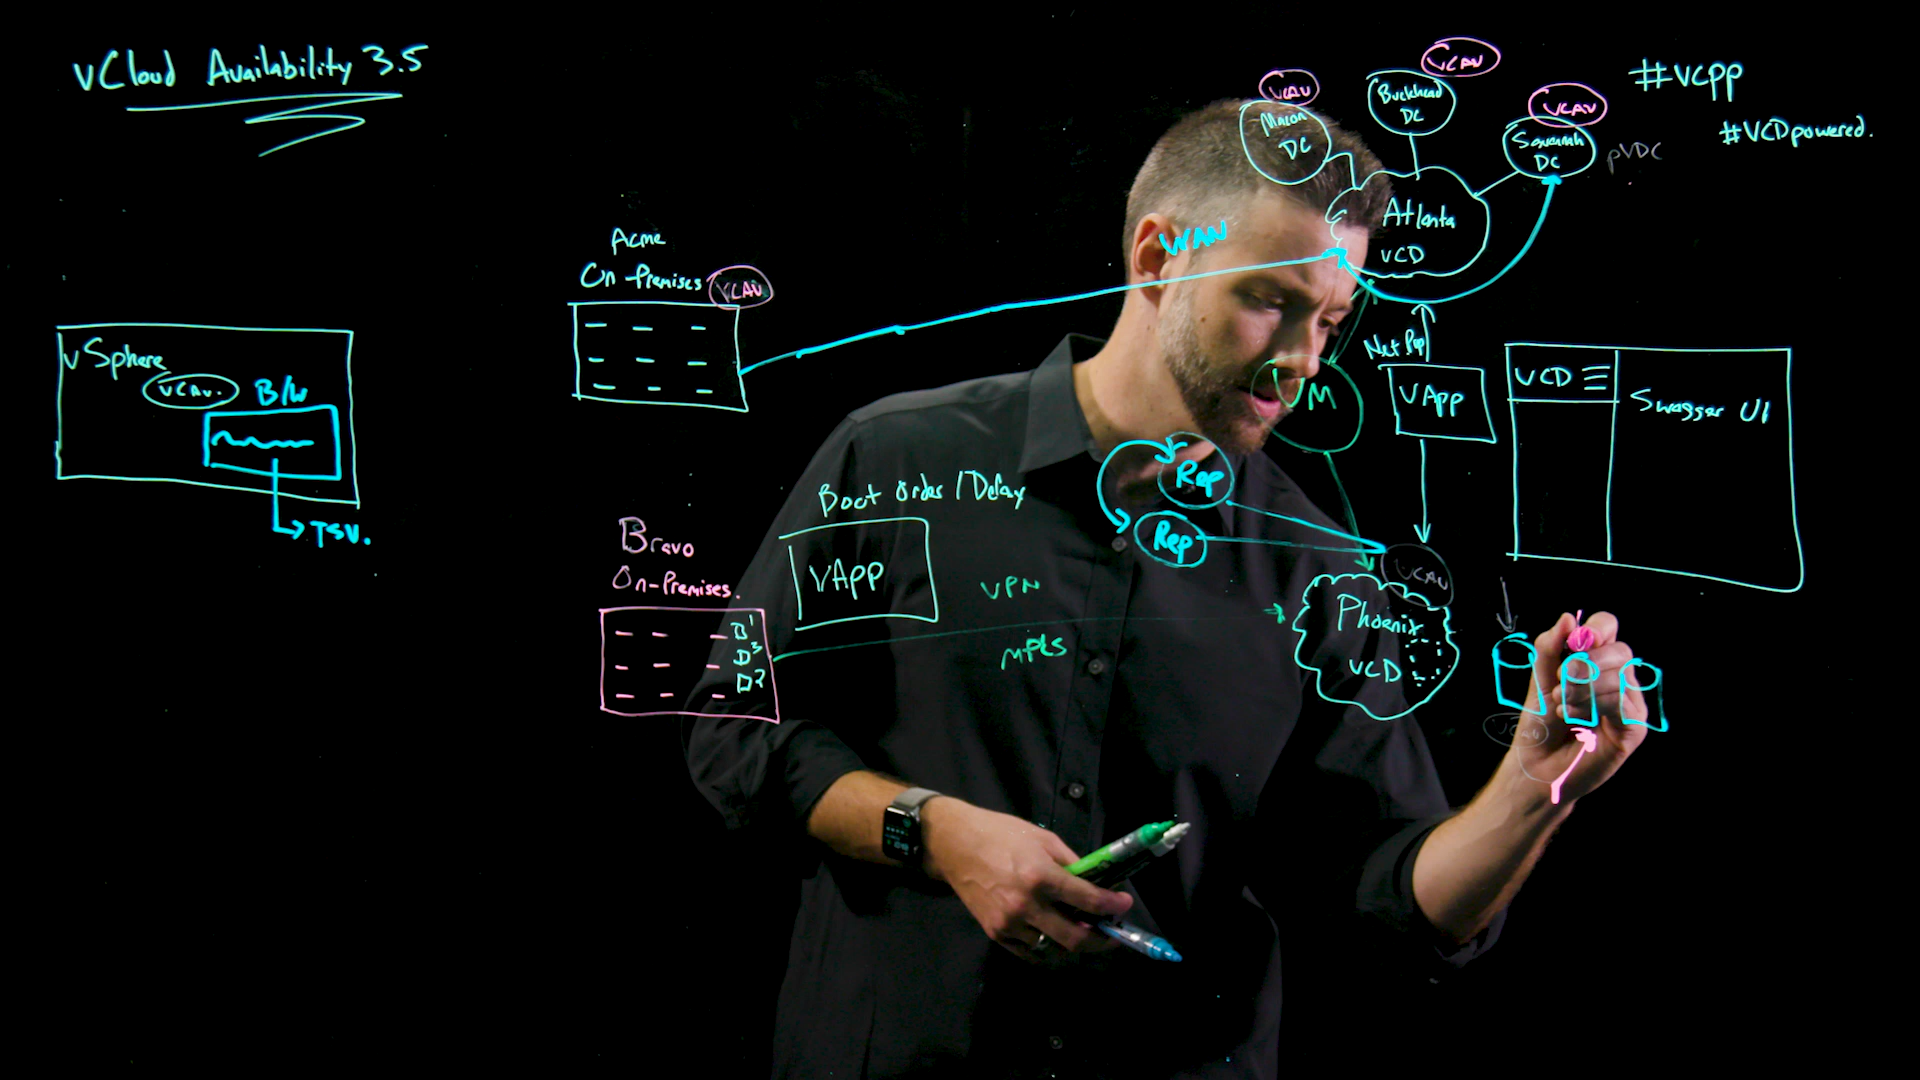 vCloud Availability 3.5
vSphere
VCAV.
B/W
TSV.
Acme
On-Premises
VCAV
WAN
VCAV
Macon
DC
VCAV
Buckhead
DC
VCAV
Savannah
DC
pVDC
#VCPP
#VCDpowered.
Atlanta
VCD
Net Pop
VM
VApp
VCD
Swagger UI
Rep
Rep
Boot Order / Delay
VApp
Bravo
On-Premises.
VPN
MPLS
VCAV
Phoenix
VCD
VCAV